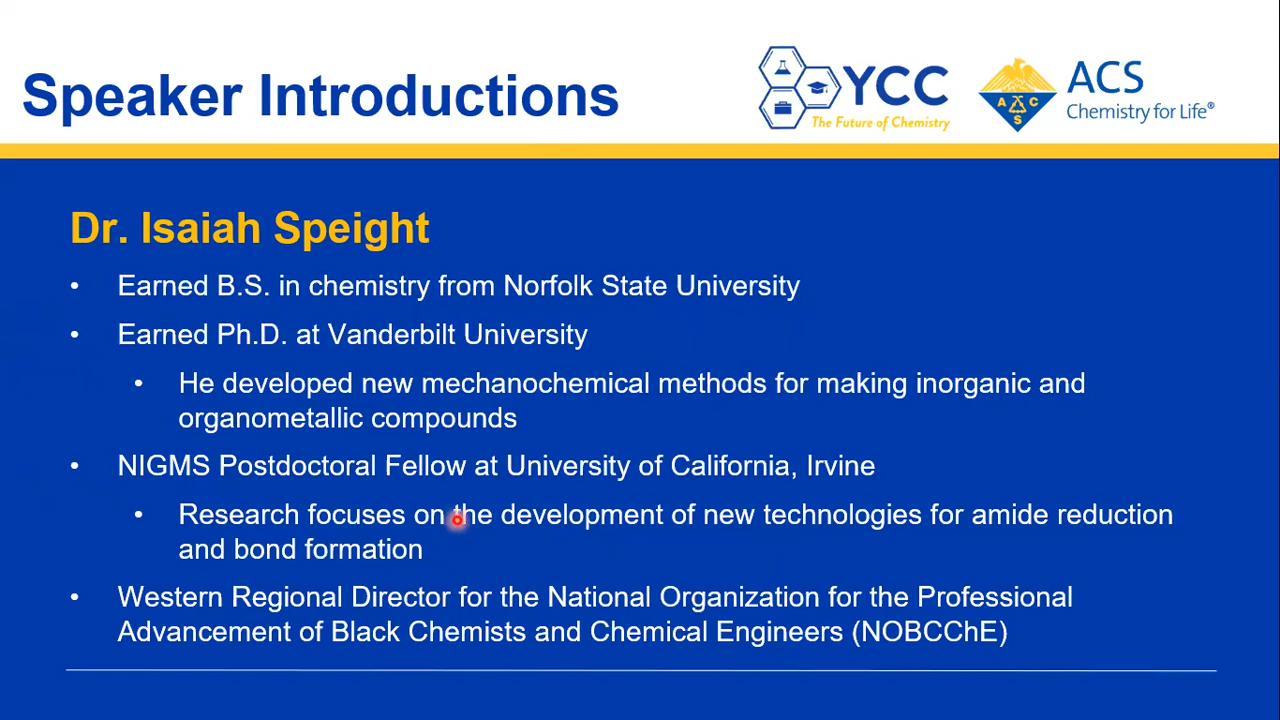 Speaker Introductions
YCC
The Future of Chemistry
A C S
ACS
Chemistry for Life®
Dr. Isaiah Speight
• Earned B.S. in chemistry from Norfolk State University
• Earned Ph.D. at Vanderbilt University
• He developed new mechanochemical methods for making inorganic and
organometallic compounds
• NIGMS Postdoctoral Fellow at University of California, Irvine
• Research focuses on the development of new technologies for amide reduction
and bond formation
• Western Regional Director for the National Organization for the Professional
Advancement of Black Chemists and Chemical Engineers (NOBCChE)